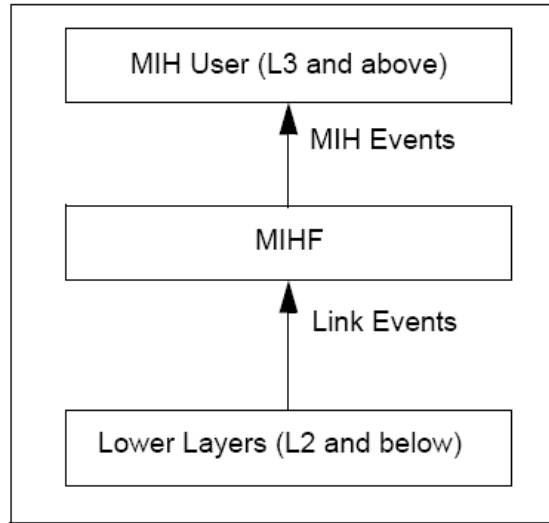 MIH User (L3 and above)
MIH Events
MIHF
Link Events
Lower Layers (L2 and below)